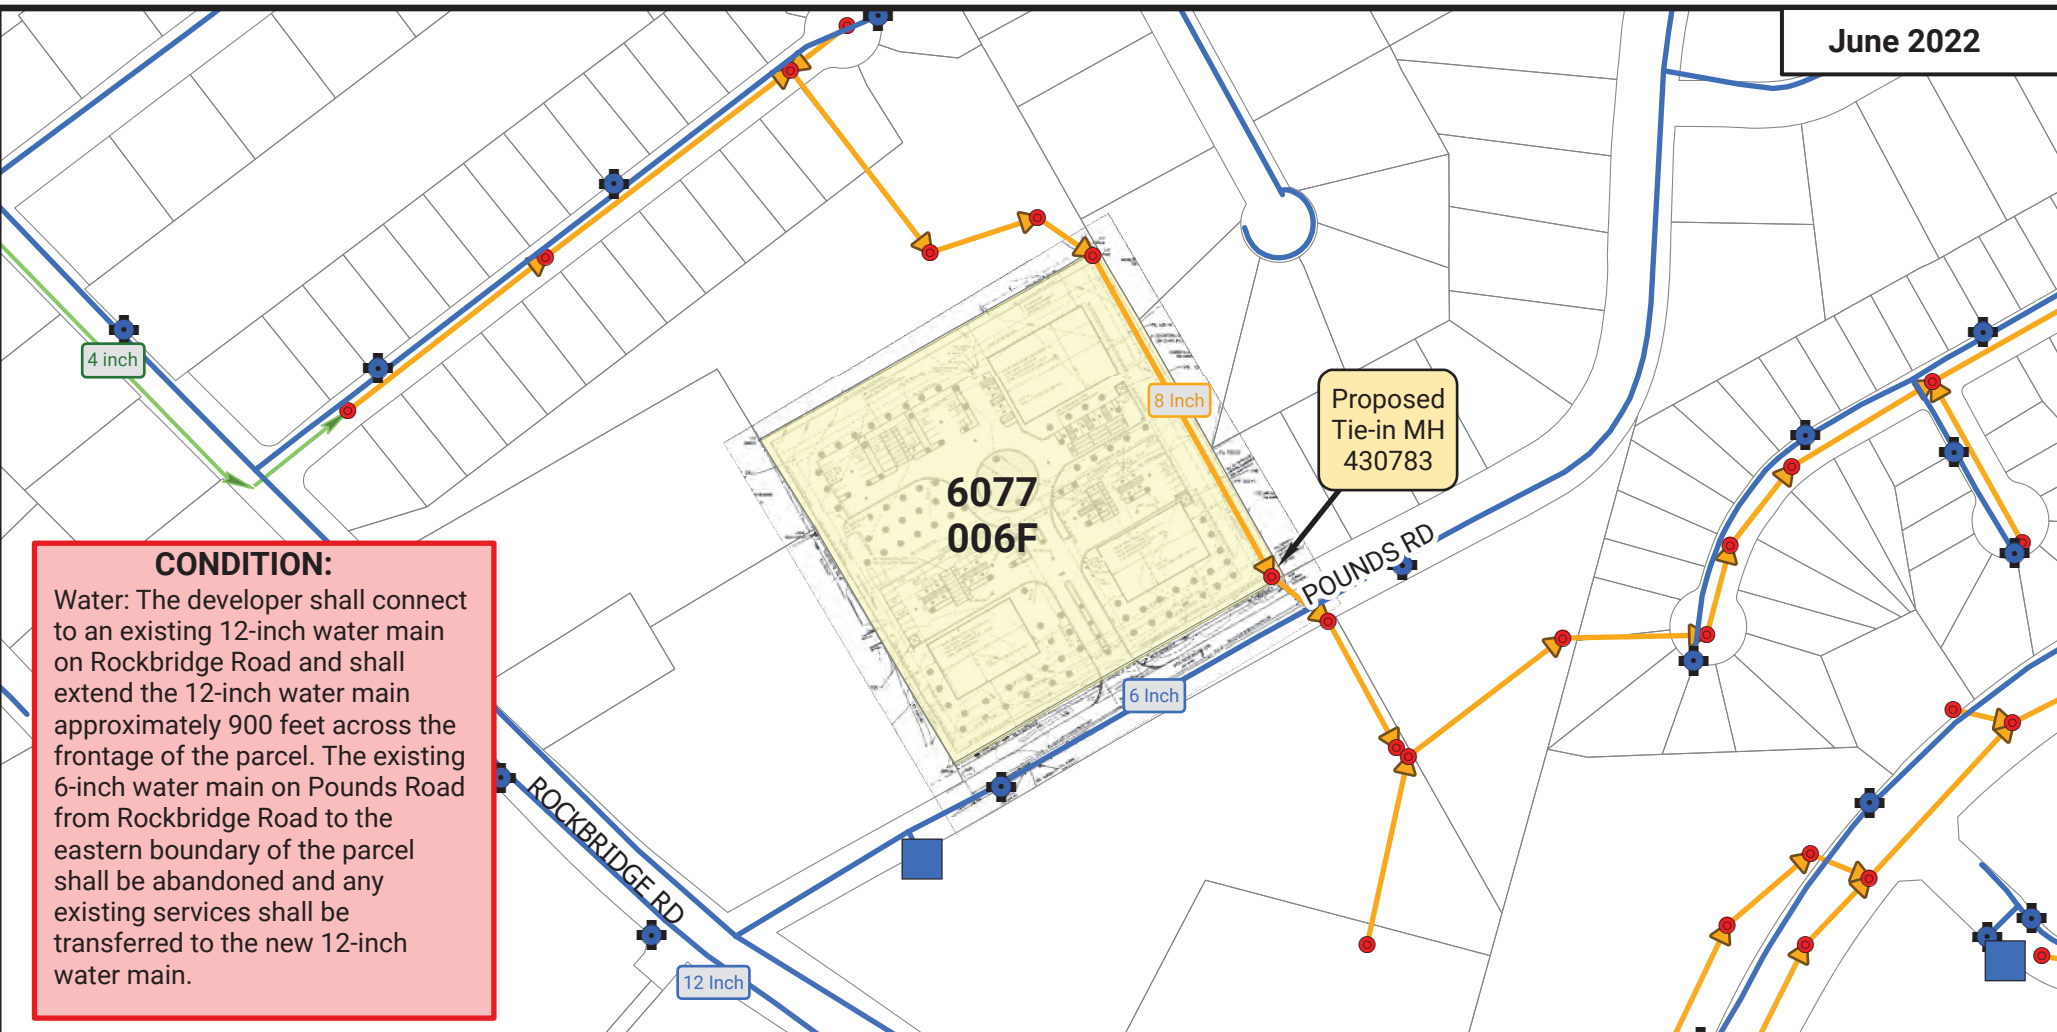 June 2022
4 inch
8 Inch
Proposed
Tie-in MH
430783
6077
006F
POUNDS RD
6 Inch
CONDITION:
Water: The developer shall connect
to an existing 12-inch water main
on Rockbridge Road and shall
extend the 12-inch water main
approximately 900 feet across the
frontage of the parcel. The existing
6-inch water main on Pounds Road
from Rockbridge Road to the
eastern boundary of the parcel
shall be abandoned and any
existing services shall be
transferred to the new 12-inch
water main.
ROCKBRIDGE RD
12 Inch